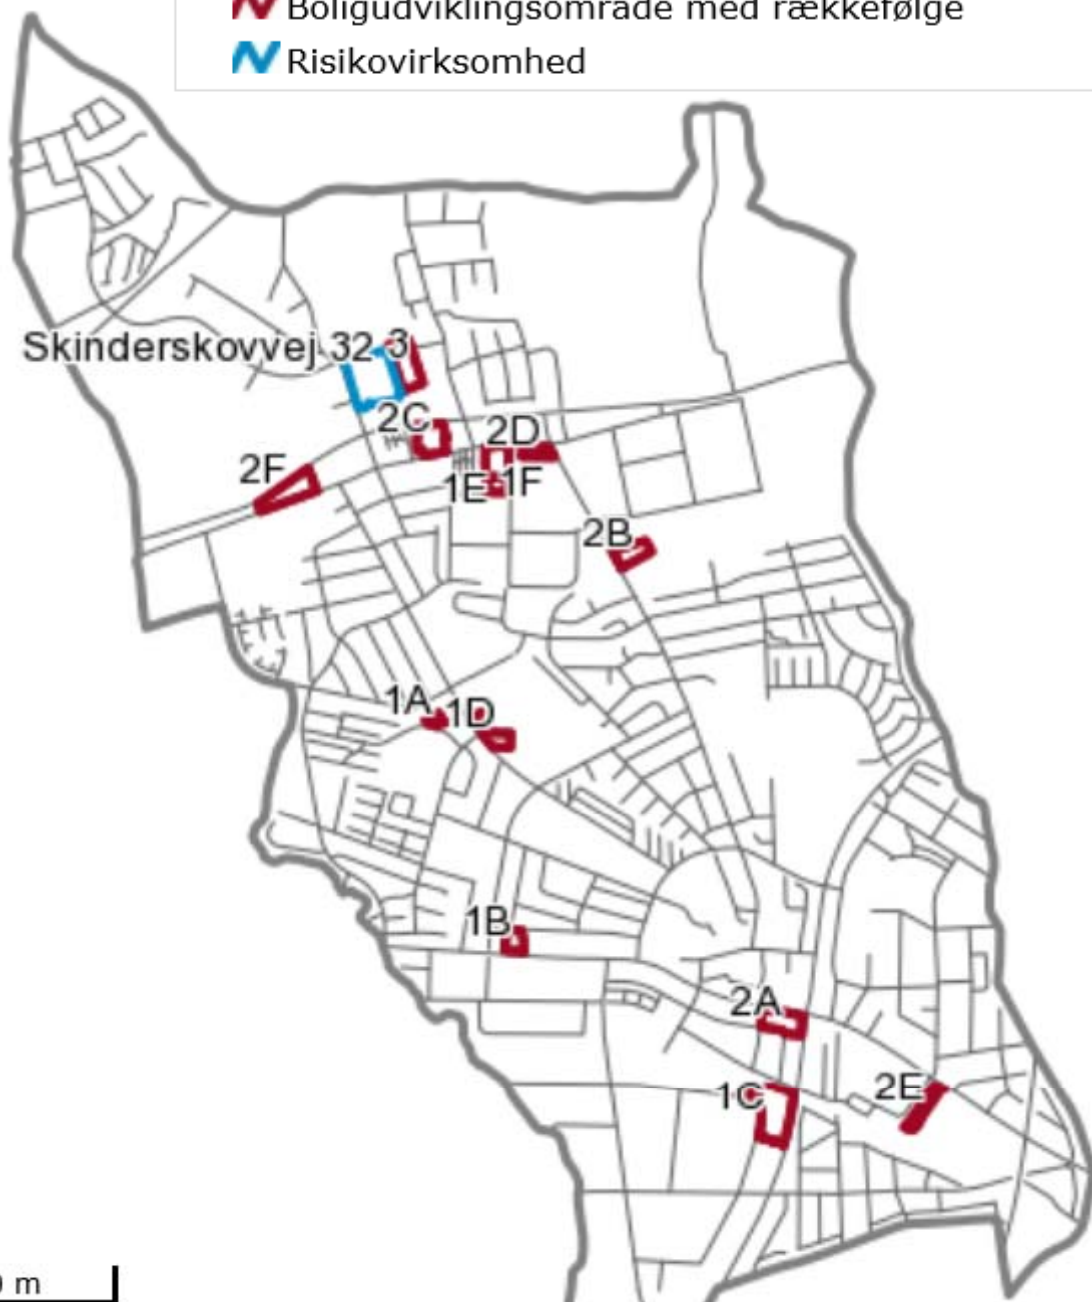 Boligudviklingsområde med rækkefølge
Risikovirksomhed
Skinderskovvej 32
3
2C
2D
2F
1E
1F
2B
1A
1D
1B
2A
1C
2E
m